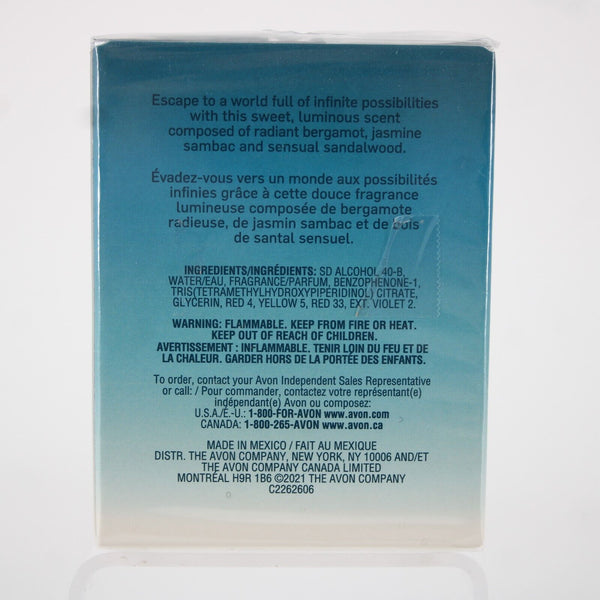 Escape to a world full of infinite possibilities
with this sweet, luminous scent
composed of radiant bergamot, jasmine
sambac and sensual sandalwood.
Évadez-vous vers un monde aux possibilités
infinies grâce à cette douce fragrance
lumineuse composée de bergamote
radieuse, de jasmin sambac et de bois
de santal sensuel.
INGREDIENTS/INGRÉDIENTS: SD ALCOHOL 40-B,
WATER/EAU, FRAGRANCE/PARFUM, BENZOPHENONE-1,
TRIS(TETRAMETHYLHYDROXYPIPERIDINOL) CITRATE,
GLYCERIN, RED 4, YELLOW 5, RED 33, EXT. VIOLET 2.
WARNING: FLAMMABLE. KEEP FROM FIRE OR HEAT.
KEEP OUT OF REACH OF CHILDREN.
AVERTISSEMENT : INFLAMMABLE. TENIR LOIN DU FEU ET DE
LA CHALEUR. GARDER HORS DE LA PORTÉE DES ENFANTS.
To order, contact your Avon Independent Sales Representative
or call: / Pour commander, contactez votre représentant(e)
indépendant(e) Avon ou composez:
U.S.A./É.-U.: 1-800-FOR-AVON www.avon.com
CANADA: 1-800-265-AVON www.avon.ca
MADE IN MEXICO / FAIT AU MEXIQUE
DISTR. THE AVON COMPANY, NEW YORK, NY 10006 AND/ET
THE AVON COMPANY CANADA LIMITED
MONTRÉAL H9R 1B6 ©2021 THE AVON COMPANY
C2262606